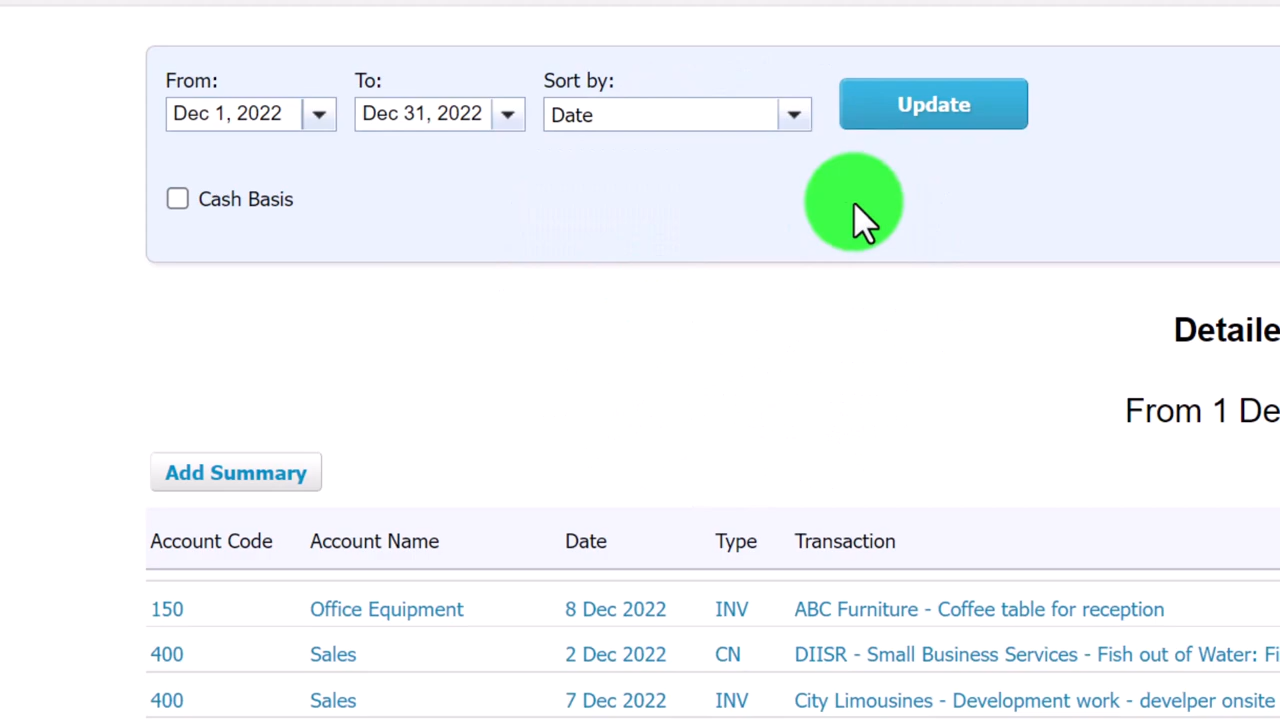 From: To: Sort by:
Dec 1, 2022 Dec 31, 2022 Date Update
Cash Basis
Detaile
From 1 De
Add Summary
Account Code Account Name Date Type Transaction
150 Office Equipment 8 Dec 2022 INV ABC Furniture - Coffee table for reception
400 Sales 2 Dec 2022 CN DIISR - Small Business Services - Fish out of Water: Fi
400 Sales 7 Dec 2022 INV City Limousines - Development work - develper onsite